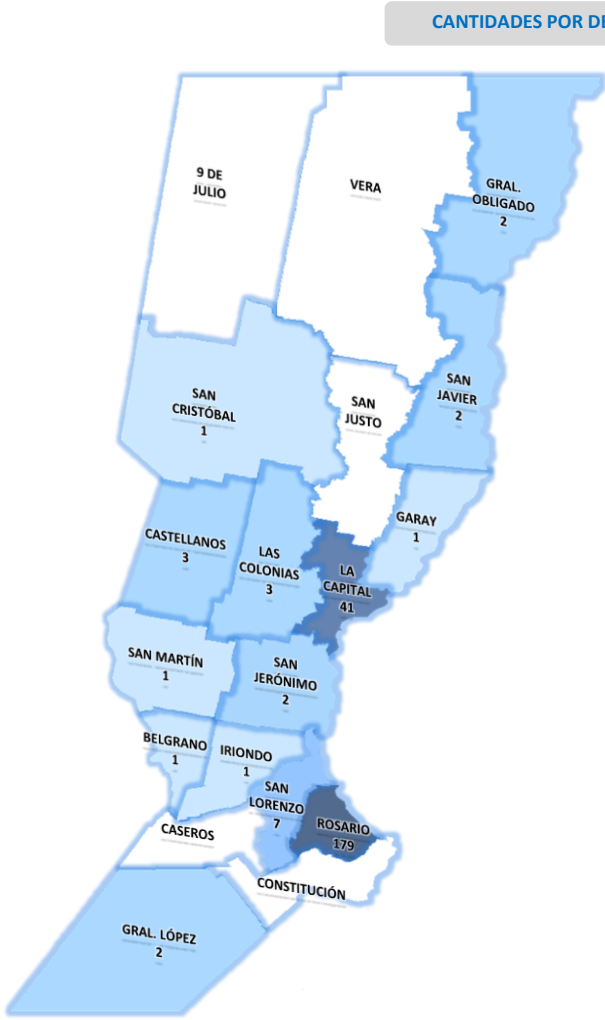 CANTIDADES POR DE
9 DE
JULIO
VERA
GRAL.
OBLIGADO
2
SAN
CRISTÓBAL
1
SAN
JUSTO
SAN
JAVIER
2
CASTELLANOS
3
LAS
COLONIAS
3
LA
CAPITAL
41
GARAY
1
SAN MARTÍN
1
SAN
JERÓNIMO
2
BELGRANO
1
IRIONDO
1
SAN
LORENZO
7
ROSARIO
179
CASEROS
CONSTITUCIÓN
GRAL. LÓPEZ
2